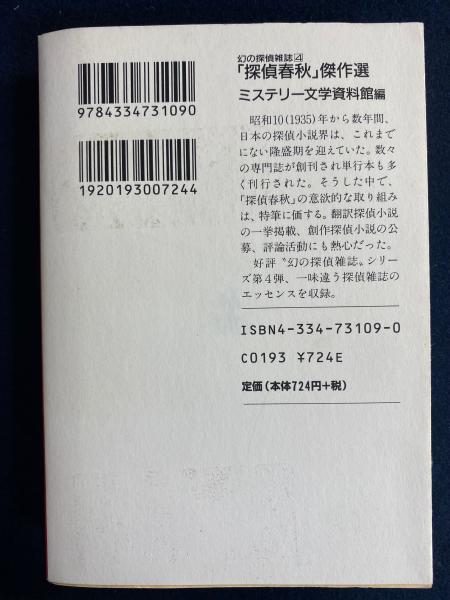 幻の探偵雑誌④
「探偵春秋」傑作選
ミステリー文学資料館編
9784334731090
1920193007244
昭和10(1935)年から数年間、
日本の探偵小説界は、これまで
にない隆盛期を迎えていた。数々
の専門誌が創刊され単行本も多
く刊行された。そうした中で、
「探偵春秋」の意欲的な取り組み
は、特筆に価する。翻訳探偵小説
の一挙掲載、創作探偵小説の公
募、評論活動にも熱心だった。
好評〝幻の探偵雑誌〟シリー
ズ第4弾、一味違う探偵雑誌の
エッセンスを収録。
ISBN4-334-73109-0
C0193 ¥724E
定価(本体724円+税)